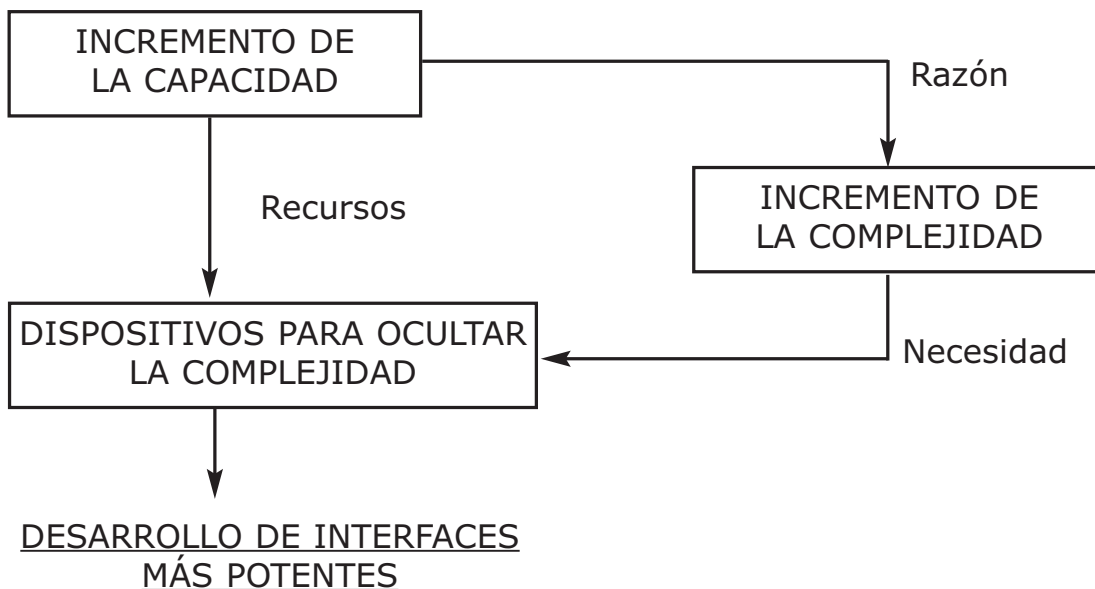 INCREMENTO DE
LA CAPACIDAD
Razón
INCREMENTO DE
LA COMPLEJIDAD
Recursos
DISPOSITIVOS PARA OCULTAR
LA COMPLEJIDAD
Necesidad
DESARROLLO DE INTERFACES
MÁS POTENTES